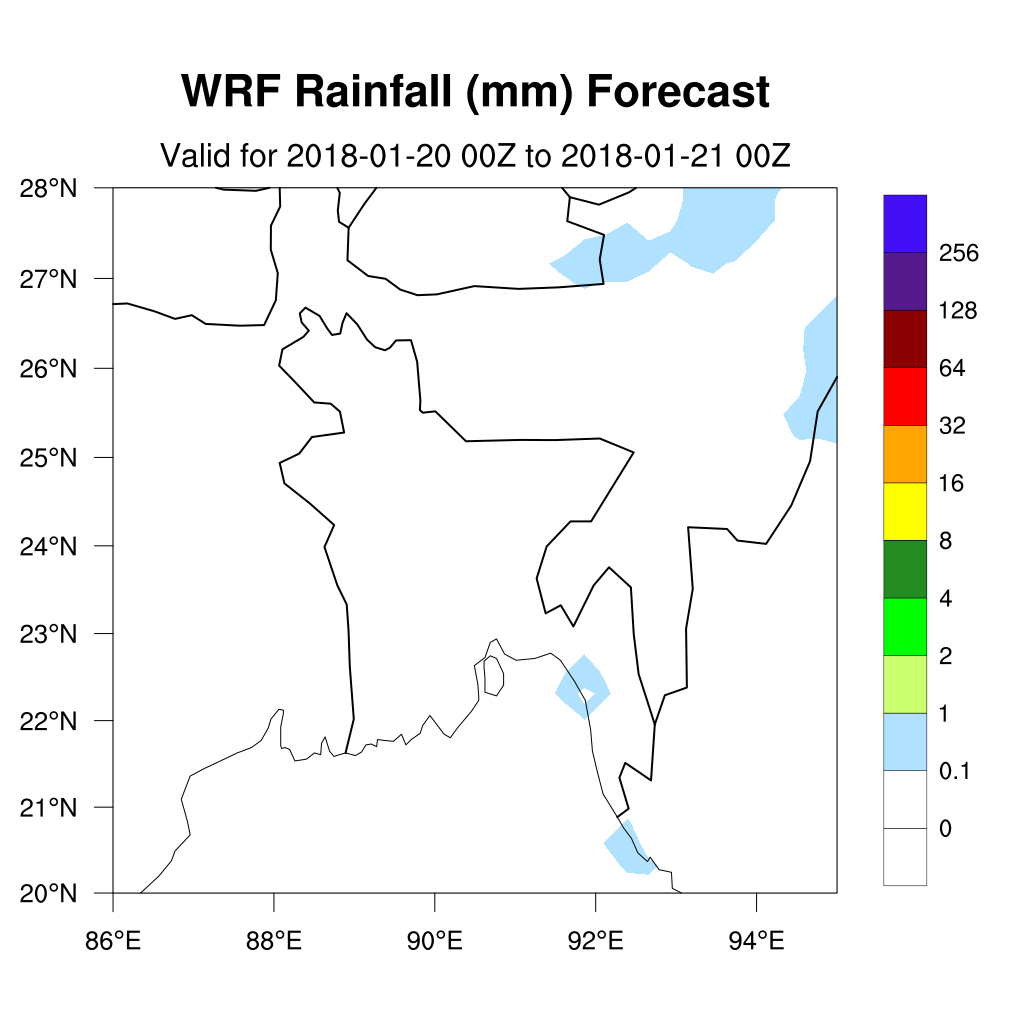 WRF Rainfall (mm) Forecast
Valid for 2018-01-20 00Z to 2018-01-21 00Z
28°N
27°N
26°N
25°N
24°N
23°N
22°N
21°N
20°N
86°E
88°E
90°E
92°E
94°E
256
128
64
32
16
8
4
2
1
0.1
0